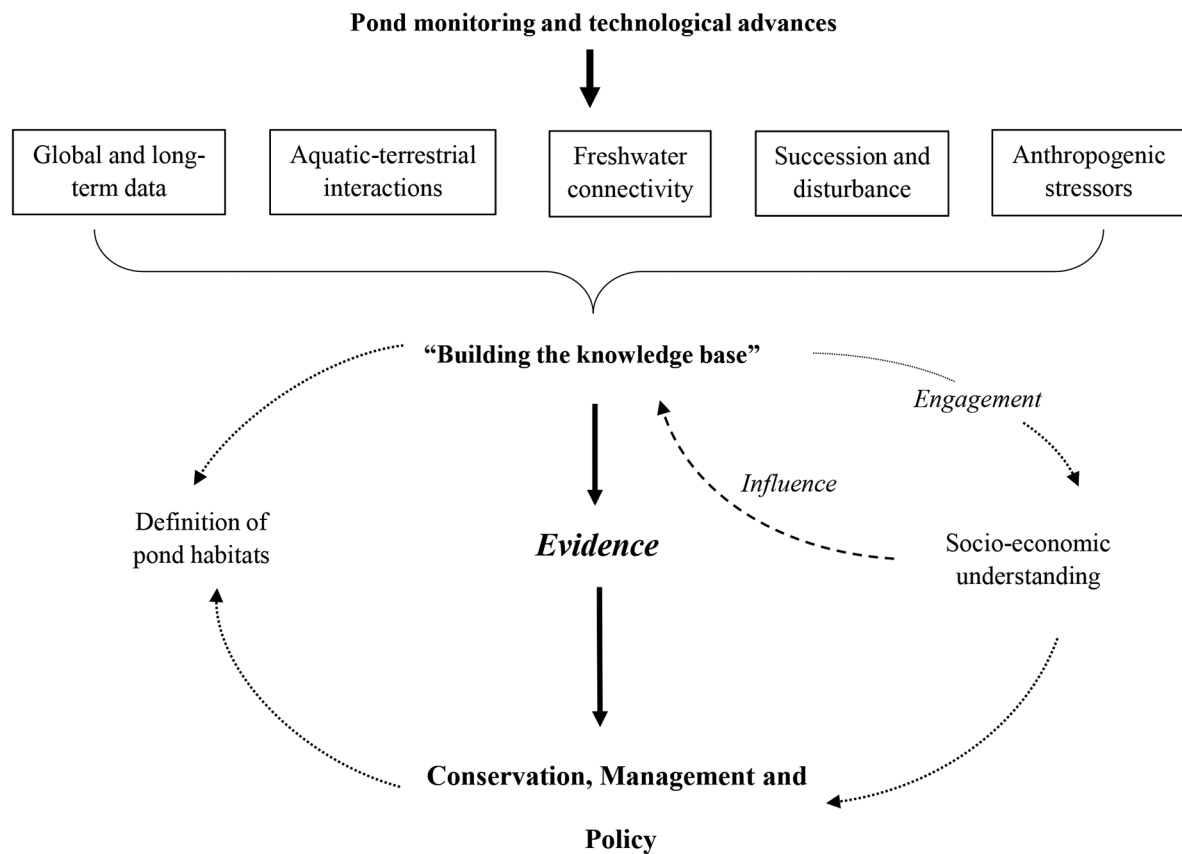 Pond monitoring and technological advances
Global and long-
term data
Aquatic-terrestrial
interactions
Freshwater
connectivity
Succession and
disturbance
Anthropogenic
stressors
“Building the knowledge base”
Engagement
Influence
Definition of
pond habitats
Evidence
Socio-economic
understanding
Conservation, Management and
Policy